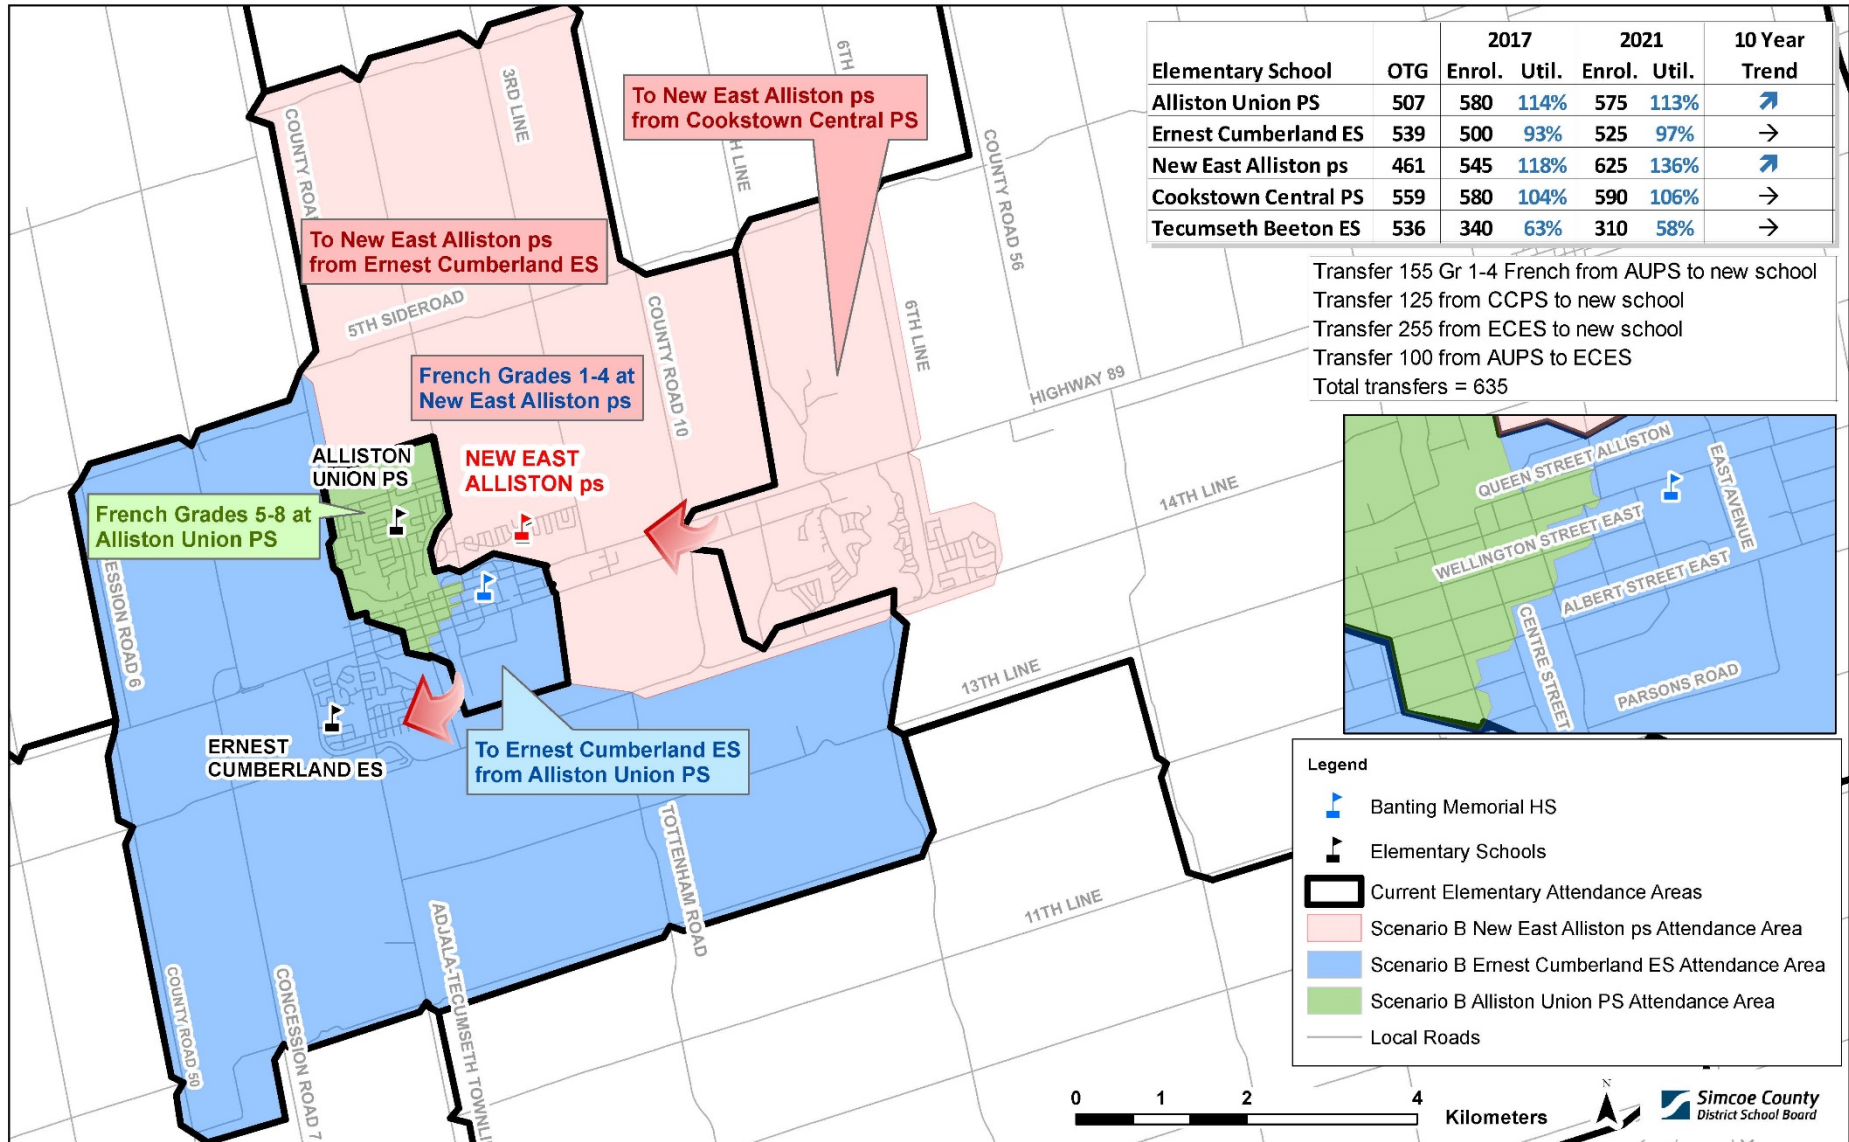 2017 2021 10 Year
Elementary School OTG Enrol. Util. Enrol. Util. Trend
Alliston Union PS 507 580 114% 575 113%
Ernest Cumberland ES 539 500 93% 525 97% →
New East Alliston ps 461 545 118% 625 136%
Cookstown Central PS 559 580 104% 590 106% →
Tecumseth Beeton ES 536 340 63% 310 58% →
Transfer 155 Gr 1-4 French from AUPS to new school
Transfer 125 from CCPS to new school
Transfer 255 from ECES to new school
Transfer 100 from AUPS to ECES
Total transfers = 635
To New East Alliston ps
from Cookstown Central PS
To New East Alliston ps
from Ernest Cumberland ES
French Grades 1-4 at
New East Alliston ps
ALLISTON
UNION PS
NEW EAST
ALLISTON ps
French Grades 5-8 at
Alliston Union PS
ERNEST
CUMBERLAND ES
To Ernest Cumberland ES
from Alliston Union PS
COUNTY ROAD
3RD LINE
6TH
LINE
COUNTY ROAD 56
5TH SIDEROAD
COUNTY ROAD 10
6TH LINE
HIGHWAY 89
14TH LINE
13TH LINE
11TH LINE
ESSION ROAD 6
TOTTENHAM ROAD
ADJALA-TECUMSETH TOWNLI
COUNTY ROAD 50
CONCESSION ROAD 7
QUEEN STREET ALLISTON
EAST AVENUE
WELLINGTON STREET EAST
ALBERT STREET EAST
CENTRE STREET
PARSONS ROAD
Legend
Banting Memorial HS
Elementary Schools
Current Elementary Attendance Areas
Scenario B New East Alliston ps Attendance Area
Scenario B Ernest Cumberland ES Attendance Area
Scenario B Alliston Union PS Attendance Area
Local Roads
0 1 2 4
Kilometers
N
Simcoe County
District School Board